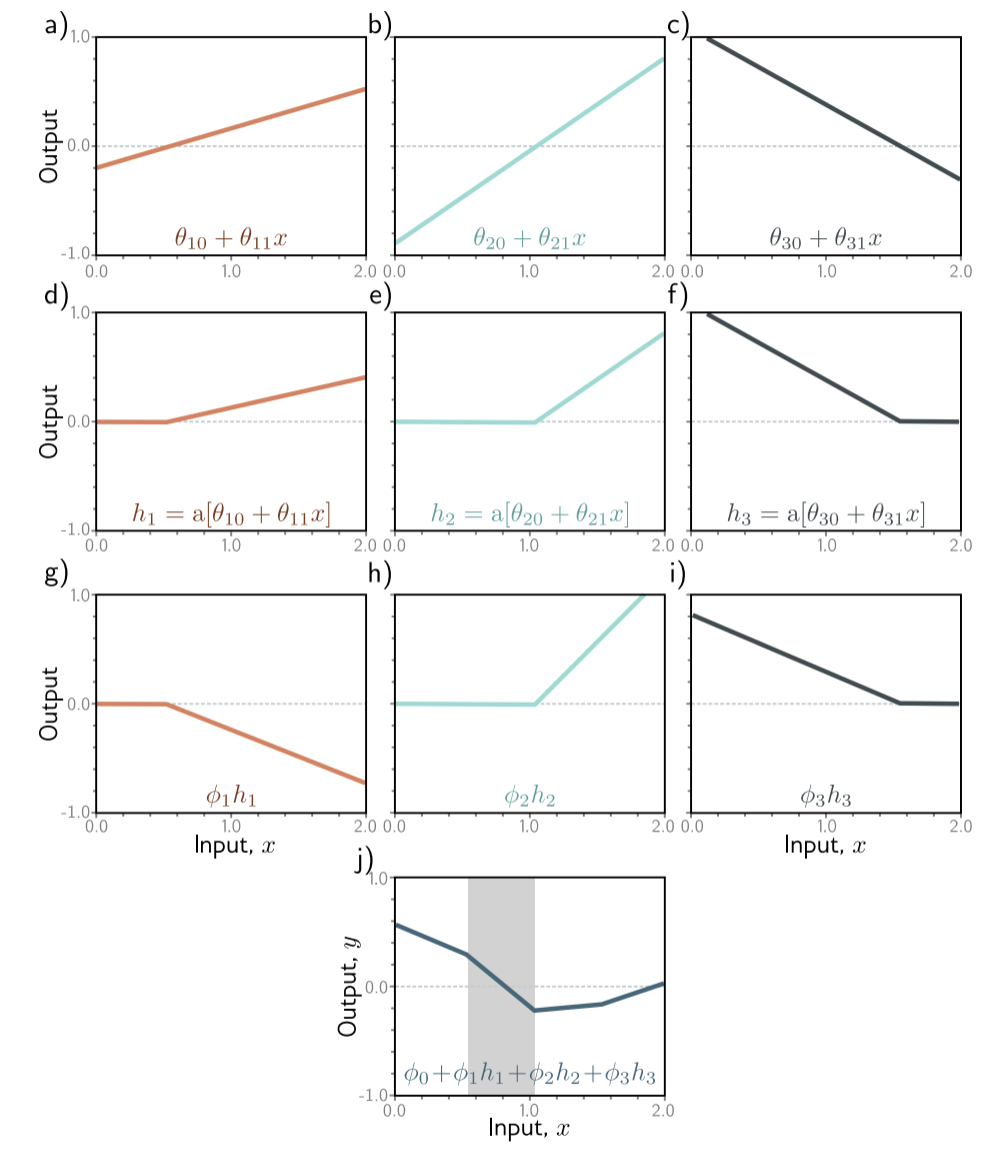 a) b) c)
1.0
Output
0.0
-1.0
θ₁₀ + θ₁₁x θ₂₀ + θ₂₁x θ₃₀ + θ₃₁x
0.0 1.0 2.0 0.0 1.0 2.0 0.0 1.0 2.0
d) e) f)
1.0
Output
0.0
-1.0
h₁ = a[θ₁₀ + θ₁₁x] h₂ = a[θ₂₀ + θ₂₁x] h₃ = a[θ₃₀ + θ₃₁x]
0.0 1.0 2.0 0.0 1.0 2.0 0.0 1.0 2.0
g) h) i)
1.0
Output
0.0
-1.0
ϕ₁h₁ ϕ₂h₂ ϕ₃h₃
0.0 1.0 2.0 0.0 1.0 2.0 0.0 1.0 2.0
Input, x Input, x
j)
1.0
Output, y
0.0
-1.0
ϕ₀+ϕ₁h₁+ϕ₂h₂+ϕ₃h₃
0.0 1.0 2.0
Input, x